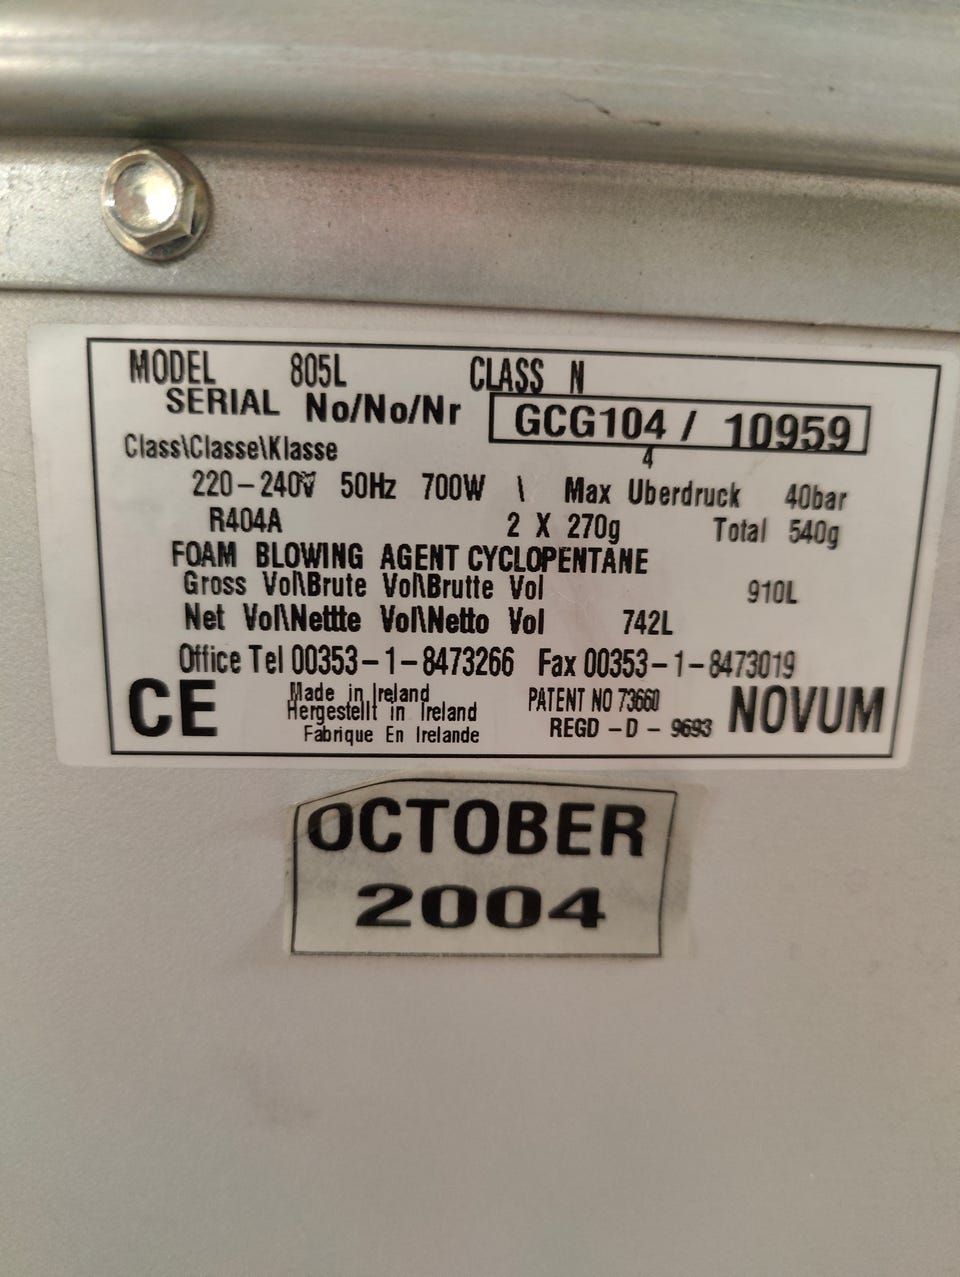 MODEL 805L CLASS N
SERIAL No/No/Nr GCG104 / 10959
Class\Classe\Klasse 4
220-240V 50Hz 700W \ Max Uberdruck 40bar
R404A 2 X 270g Total 540g
FOAM BLOWING AGENT CYCLOPENTANE
Gross Vol\Brute Vol\Brutte Vol 910L
Net Vol\Nettte Vol\Netto Vol 742L
Office Tel 00353-1-8473266 Fax 00353-1-8473019
CE
Made in Ireland
Hergestellt in Ireland
Fabrique En Irelande
PATENT NO 73660
REGD -D- 9693
NOVUM
OCTOBER
2004